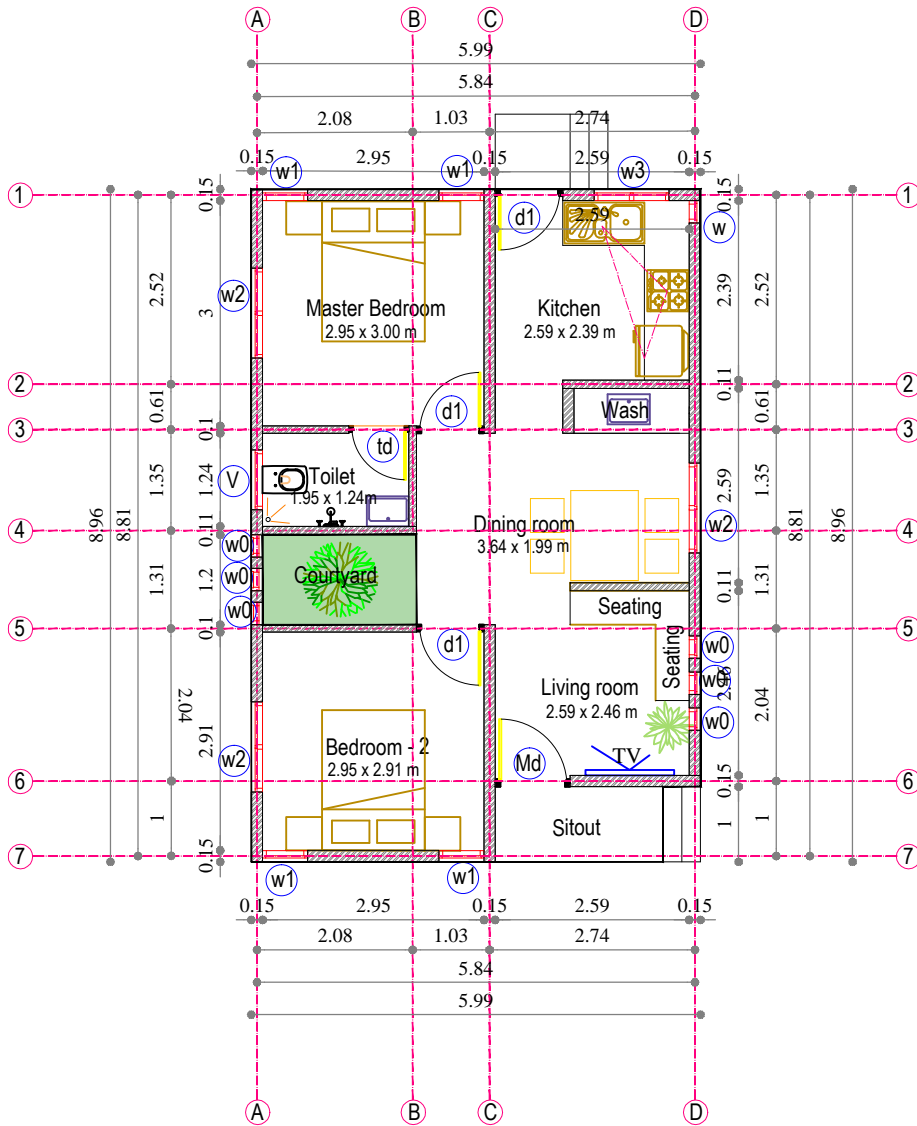 A B C D
5.99
5.84
2.08 1.03 2.74
0.15 2.95 0.15 2.59 0.15
w1 w1 w3
1 0.15 0.15 1
d1 2.59 w
2.52 3 w2 2.39 2.52
Master Bedroom
2.95 x 3.00 m
Kitchen
2.59 x 2.39 m
2 0.11 2
0.61 d1 Wash 0.61
3 0.1 td 3
8.96 8.81 1.35 1.24 V 2.59 1.35 8.81 8.96
Toilet
1.95 x 1.24m
4 0.11 w2 4
Dining room
3.64 x 1.99 m
w0
1.31 1.2 w0 Courtyard 0.11 1.31
w0 Seating
5 0.1 5
d1 Seating w0
w0 2.46
w0
2.04 2.04
Living room
2.59 x 2.46 m
2.91 w2
Bedroom - 2
2.95 x 2.91 m
Md TV
6 0.15 6
1 Sitout 1 1
7 0.15 7
w1 w1
0.15 2.95 0.15 2.59 0.15
2.08 1.03 2.74
5.84
5.99
A B C D